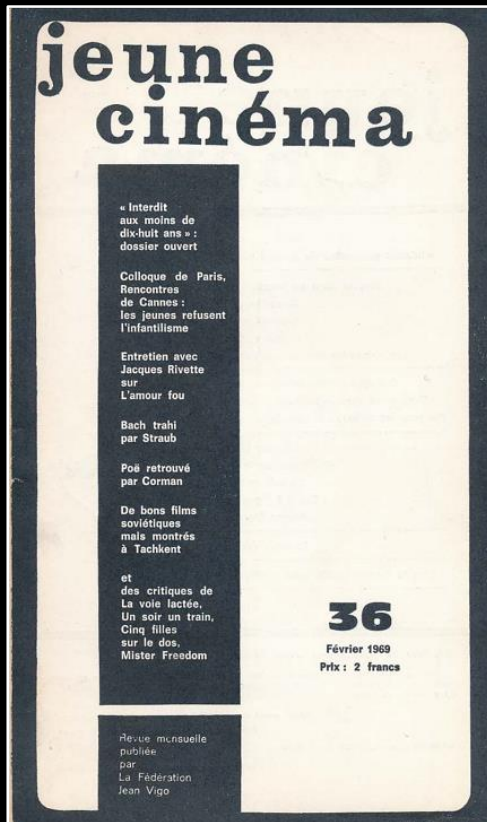 jeune
cinéma
« Interdit
aux moins de
dix-huit ans » :
dossier ouvert
Colloque de Paris,
Rencontres
de Cannes :
les jeunes refusent
l'infantilisme
Entretien avec
Jacques Rivette
sur
L'amour fou
Bach trahi
par Straub
Poë retrouvé
par Corman
De bons films
soviétiques
mais montrés
à Tachkent
et
des critiques de
La voie lactée,
Un soir un train,
Cinq filles
sur le dos,
Mister Freedom
36
Février 1969
Prix : 2 francs
Revue mensuelle
publiée
par
La Fédération
Jean Vigo